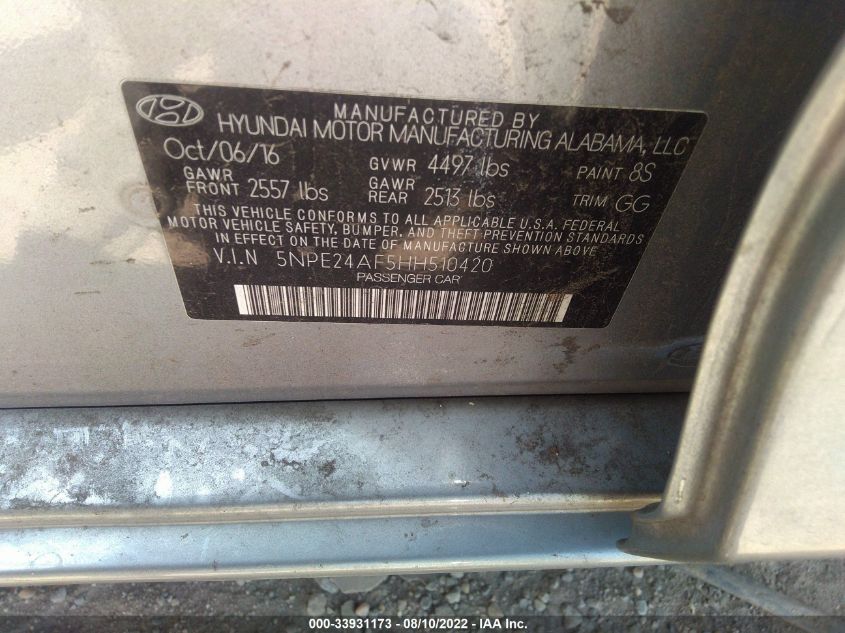 MANUFACTURED BY
HYUNDAI MOTOR MANUFACTURING ALABAMA, LLC
Oct/06/16 GVWR 4497 lbs PAINT 8S
GAWR FRONT 2557 lbs GAWR REAR 2513 lbs TRIM GG
THIS VEHICLE CONFORMS TO ALL APPLICABLE U.S.A. FEDERAL
MOTOR VEHICLE SAFETY, BUMPER, AND THEFT PREVENTION STANDARDS
IN EFFECT ON THE DATE OF MANUFACTURE SHOWN ABOVE
V.I.N 5NPE24AF5HH510420
PASSENGER CAR
000-33931173 - 08/10/2022 - IAA Inc.